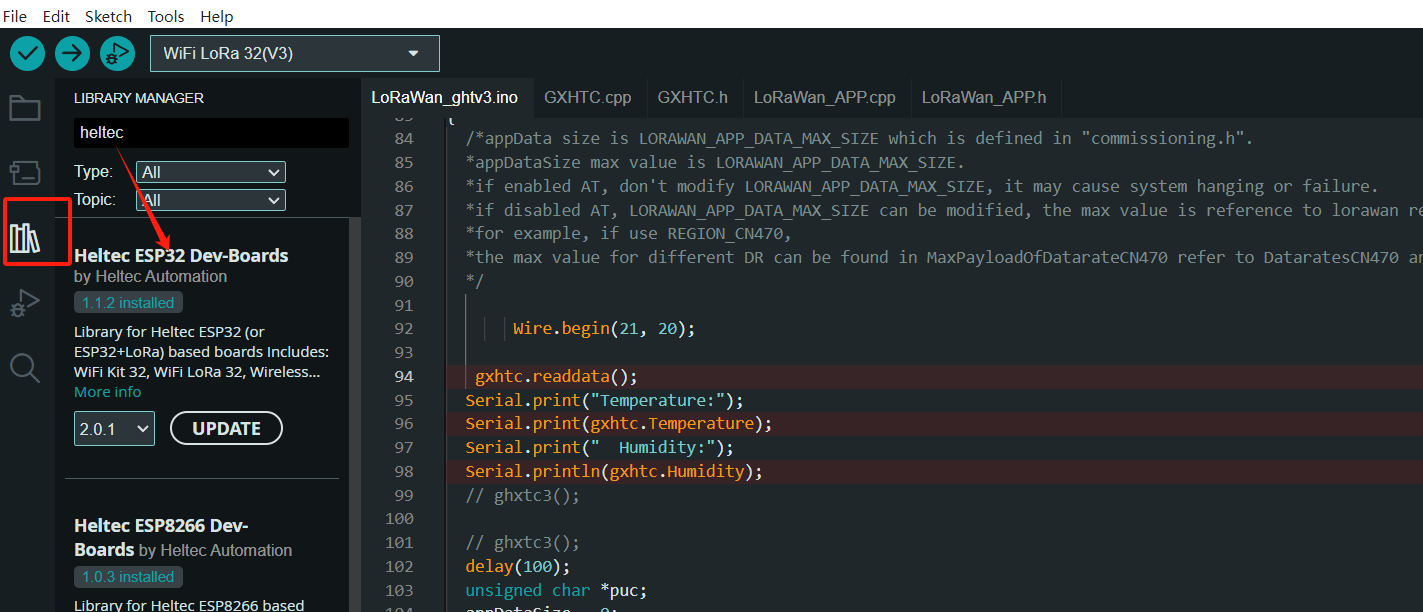 File Edit Sketch Tools Help
WiFi LoRa 32(V3)
LIBRARY MANAGER
heltec
Type: All
Topic: All
Heltec ESP32 Dev-Boards
by Heltec Automation
1.1.2 installed
Library for Heltec ESP32 (or
ESP32+LoRa) based boards Includes:
WiFi Kit 32, WiFi LoRa 32, Wireless...
More info
2.0.1 UPDATE
Heltec ESP8266 Dev-
Boards by Heltec Automation
1.0.3 installed
Library for Heltec ESP8266 based
LoRaWan_ghtv3.ino GXHTC.cpp GXHTC.h LoRaWan_APP.cpp LoRaWan_APP.h
83 {
84 /*appData size is LORAWAN_APP_DATA_MAX_SIZE which is defined in "commissioning.h".
85 *appDataSize max value is LORAWAN_APP_DATA_MAX_SIZE.
86 *if enabled AT, don't modify LORAWAN_APP_DATA_MAX_SIZE, it may cause system hanging or failure.
87 *if disabled AT, LORAWAN_APP_DATA_MAX_SIZE can be modified, the max value is reference to lorawan re
88 *for example, if use REGION_CN470,
89 *the max value for different DR can be found in MaxPayloadOfDatarateCN470 refer to DataratesCN470 an
90 */
91
92 Wire.begin(21, 20);
93
94 gxhtc.readdata();
95 Serial.print("Temperature:");
96 Serial.print(gxhtc.Temperature);
97 Serial.print("  Humidity:");
98 Serial.println(gxhtc.Humidity);
99 // ghxtc3();
100
101 // ghxtc3();
102 delay(100);
103 unsigned char *puc;
104 appDataSize = 0;